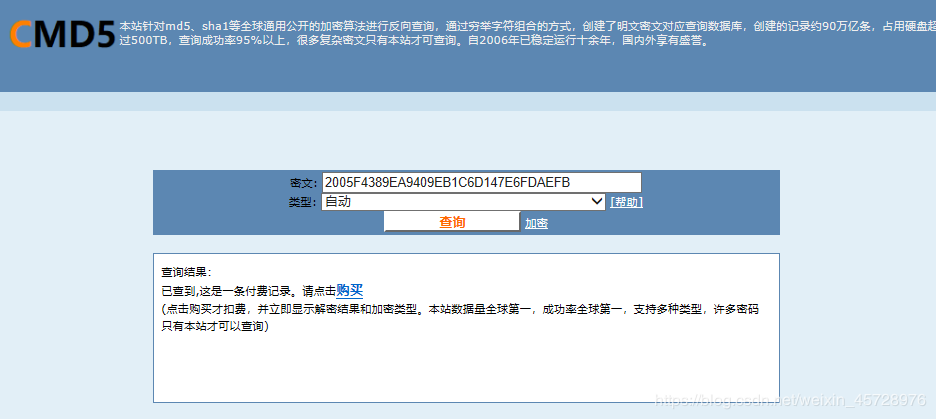 CMD5
本站针对md5、sha1等全球通用公开的加密算法进行反向查询，通过穷举字符组合的方式，创建了明文密文对应查询数据库，创建的记录约90万亿条，占用硬盘超
过500TB，查询成功率95%以上，很多复杂密文只有本站才可查询。自2006年已稳定运行十余年，国内外享有盛誉。
密文: 2005F4389EA9409EB1C6D147E6FDAEFB
类型: 自动 [帮助]
查询 加密
查询结果:
已查到,这是一条付费记录。请点击购买
(点击购买才扣费，并立即显示解密结果和加密类型。本站数据量全球第一，成功率全球第一，支持多种类型，许多密码
只有本站才可以查询)
https://blog.csdn.net/weixin_45728976